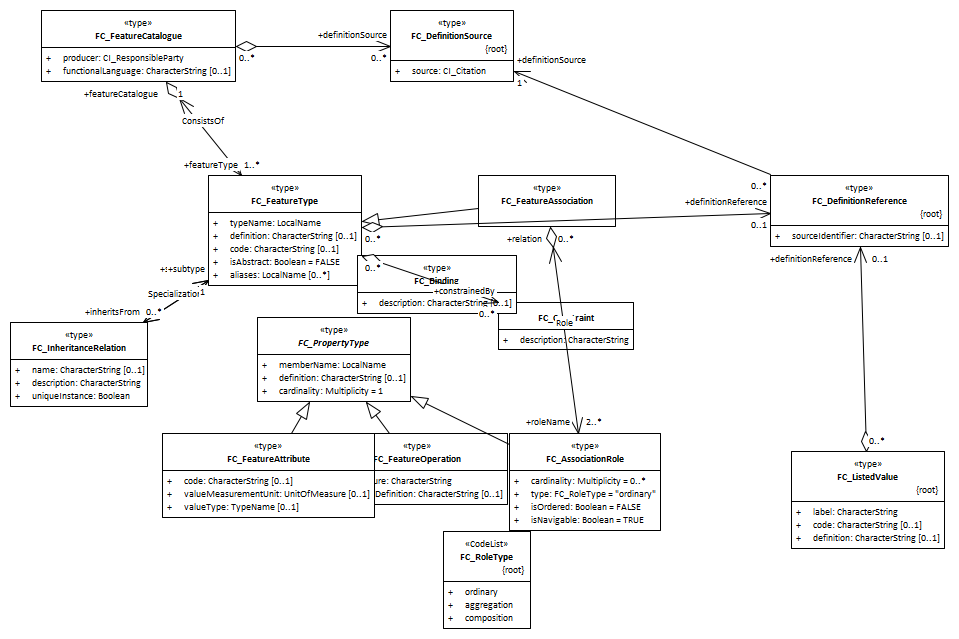 «type»
FC_FeatureCatalogue
+ producer: CI_ResponsibleParty
+ functionalLanguage: CharacterString [0..1]
+definitionSource
0..*
0..*
«type»
FC_DefinitionSource
{root}
+ source: CI_Citation
+definitionSource
1
+featureCatalogue
1
ConsistsOf
+featureType 1..*
«type»
FC_FeatureType
+ typeName: LocalName
+ definition: CharacterString [0..1]
+ code: CharacterString [0..1]
+ isAbstract: Boolean = FALSE
+ aliases: LocalName [0..*]
«type»
FC_FeatureAssociation
0..*
+definitionReference
0..1
«type»
FC_DefinitionReference
{root}
+ sourceIdentifier: CharacterString [0..1]
0..*
+relation 0..*
+definitionReference 0..1
0..*
+subtype
Specialization
1
+inheritsFrom 0..*
«type»
FC_Binding
+ description: CharacterString [0..1]
+constrainedBy
0..*
FC_
raint
+ description: CharacterString
Role
«type»
FC_InheritanceRelation
+ name: CharacterString [0..1]
+ description: CharacterString
+ uniqueInstance: Boolean
«type»
FC_PropertyType
+ memberName: LocalName
+ definition: CharacterString [0..1]
+ cardinality: Multiplicity = 1
+roleName 2..*
«type»
FC_FeatureAttribute
+ code: CharacterString [0..1]
+ valueMeasurementUnit: UnitOfMeasure [0..1]
+ valueType: TypeName [0..1]
«type»
FC_FeatureOperation
ure: CharacterString
Definition: CharacterString [0..1]
«type»
FC_AssociationRole
+ cardinality: Multiplicity = 0..*
+ type: FC_RoleType = "ordinary"
+ isOrdered: Boolean = FALSE
+ isNavigable: Boolean = TRUE
0..*
«type»
FC_ListedValue
{root}
+ label: CharacterString
+ code: CharacterString [0..1]
+ definition: CharacterString [0..1]
«CodeList»
FC_RoleType
{root}
+ ordinary
+ aggregation
+ composition